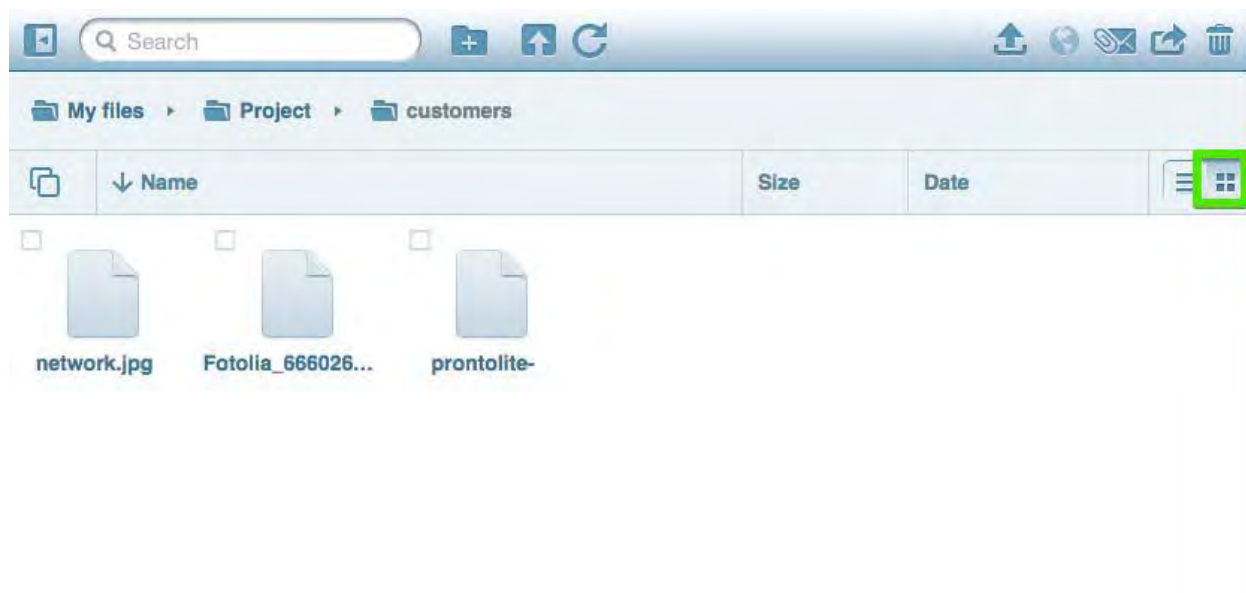 Search
My files Project customers
Name Size Date
network.jpg Fotolia_666026... prontolite-